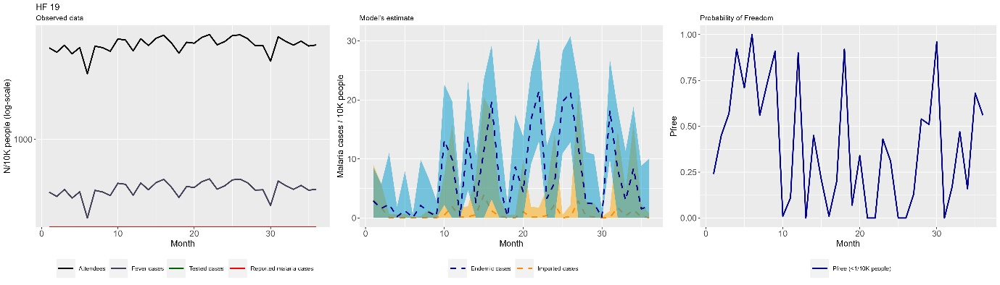 HF 19
Observed data
N/10K people (log-scale)
1000
0
10
20
30
Month
Attendees
Fever cases
Tested cases
Reported malaria cases
Model's estimate
Malaria cases / 10K people
30
20
10
0
0
10
20
30
Month
Endemic cases
Imported cases
Probability of Freedom
Pfree
1.00
0.75
0.50
0.25
0.00
0
10
20
30
Month
Pfree (<1/10K people)